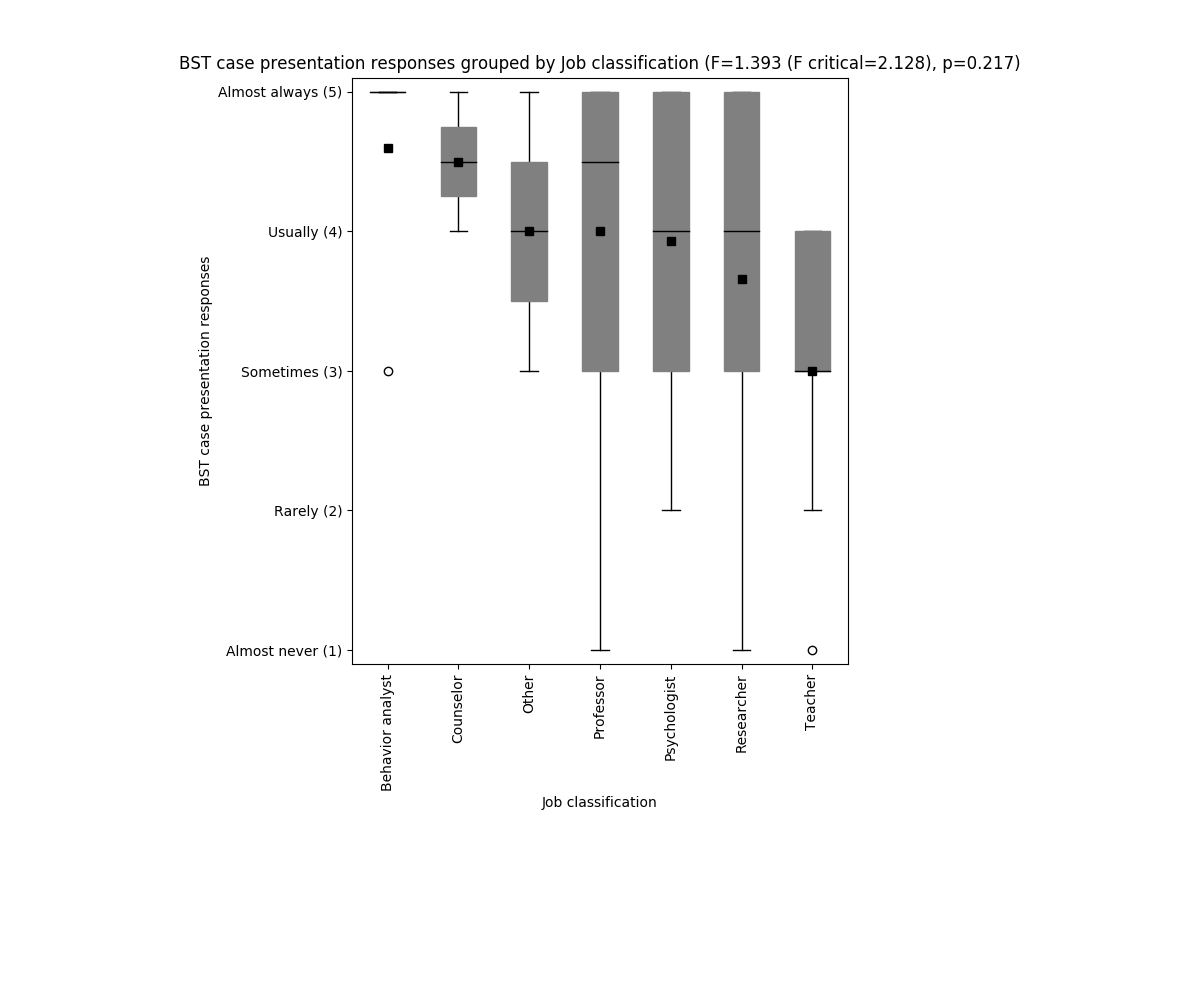 BST case presentation responses grouped by Job classification (F=1.393 (F critical=2.128), p=0.217)
Almost always (5)
Usually (4)
Sometimes (3)
Rarely (2)
Almost never (1)
BST case presentation responses
Behavior analyst
Counselor
Other
Professor
Psychologist
Researcher
Teacher
Job classification